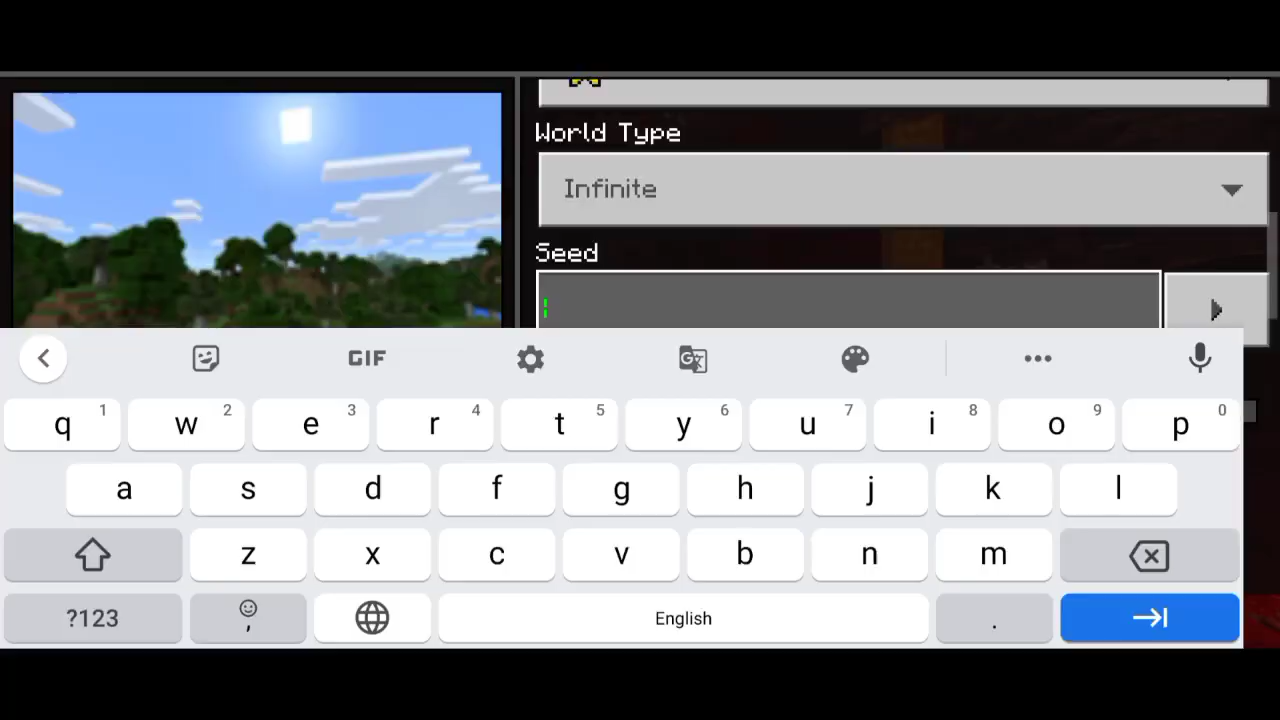 World Type
Infinite
Seed
GIF
q 1 w 2 e 3 r 4 t 5 y 6 u 7 i 8 o 9 p 0
a s d f g h j k l
z x c v b n m
?123 , English .